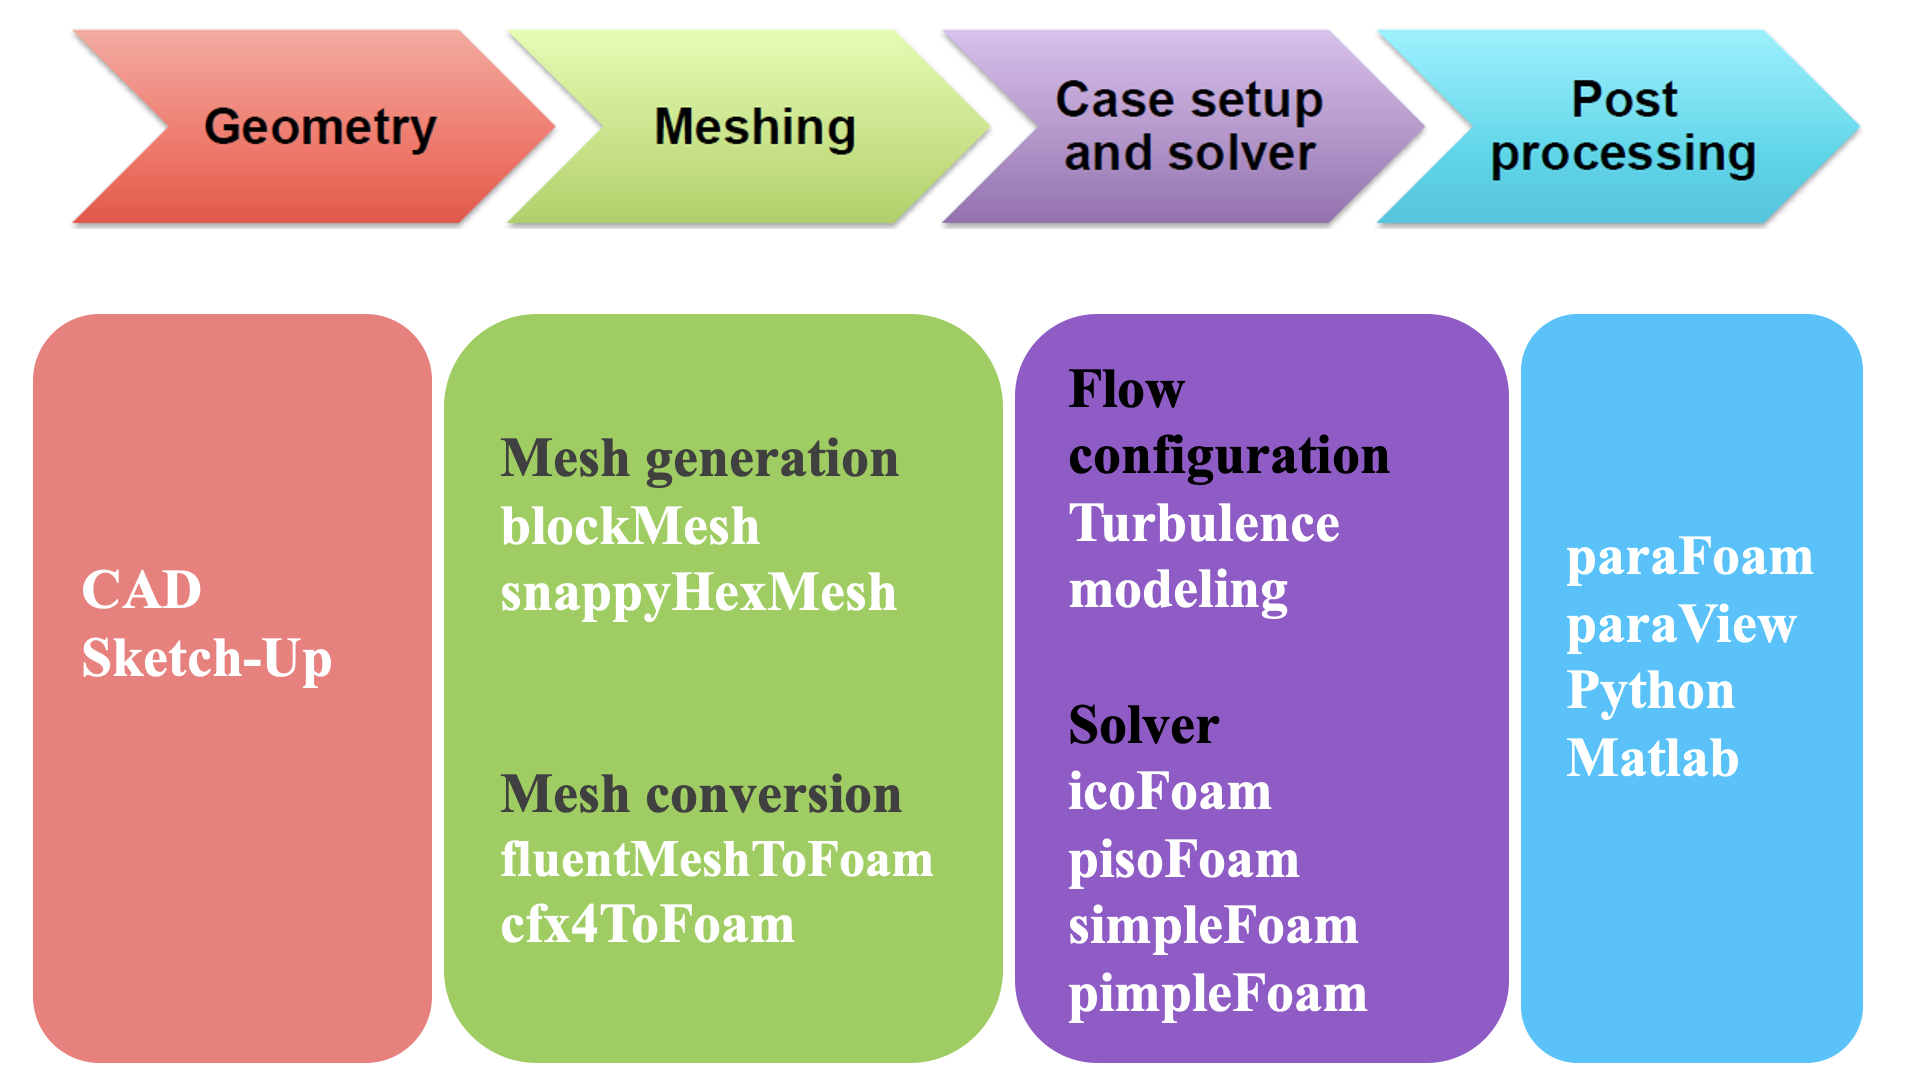 Geometry
Meshing
Case setup
and solver
Post
processing
CAD
Sketch-Up
Mesh generation
blockMesh
snappyHexMesh
Mesh conversion
fluentMeshToFoam
cfx4ToFoam
Flow
configuration
Turbulence
modeling
Solver
icoFoam
pisoFoam
simpleFoam
pimpleFoam
paraFoam
paraView
Python
Matlab